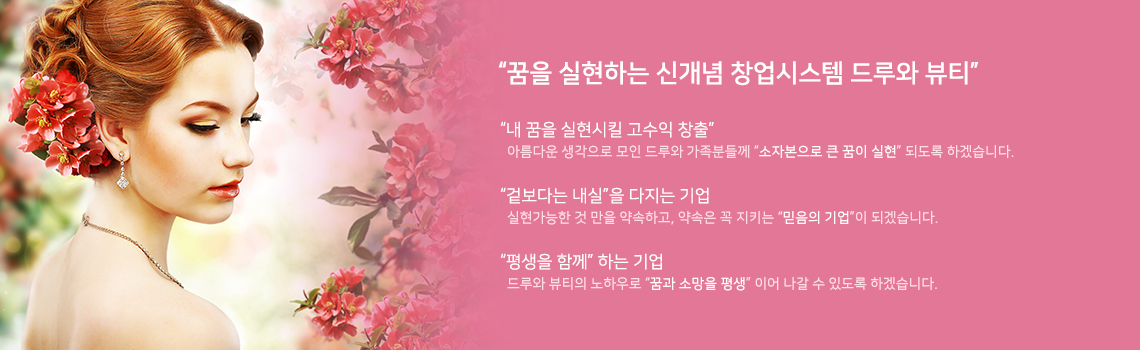 “꿈을 실현하는 신개념 창업시스템 드루와 뷰티”
“내 꿈을 실현시킬 고수익 창출”
아름다운 생각으로 모인 드루와 가족분들께 “소자본으로 큰 꿈이 실현” 되도록 하겠습니다.
“겉보다는 내실”을 다지는 기업
실현가능한 것 만을 약속하고, 약속은 꼭 지키는 “믿음의 기업”이 되겠습니다.
“평생을 함께” 하는 기업
드루와 뷰티의 노하우로 “꿈과 소망을 평생” 이어 나갈 수 있도록 하겠습니다.